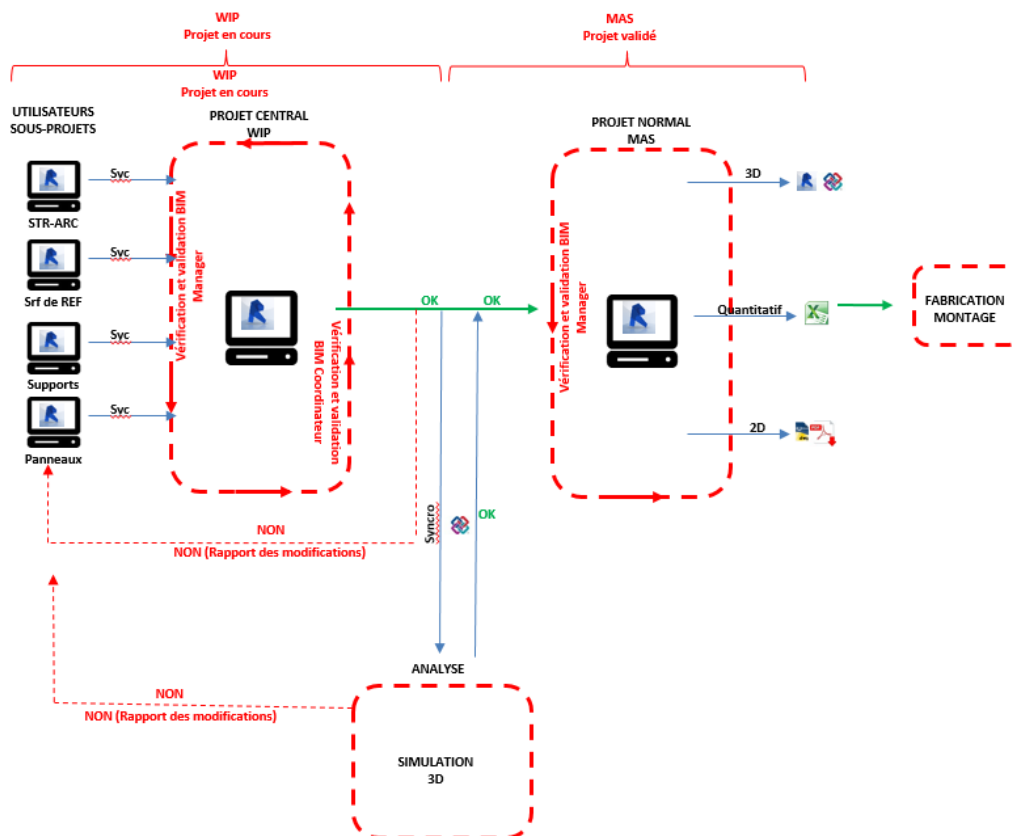 WIP
Projet en cours
MAS
Projet validé
WIP
Projet en cours
UTILISATEURS
SOUS-PROJETS
PROJET CENTRAL
WIP
PROJET NORMAL
MAS
Syc
STR-ARC
Syc
Srf de REF
Syc
Supports
Syc
Panneaux
Vérification et validation BIM
Manager
Vérification et validation
BIM Coordinateur
OK
OK
Vérification et validation BIM
Manager
3D
Quantitatif
2D
PDF
FABRICATION
MONTAGE
NON
NON (Rapport des modifications)
Syncro
OK
ANALYSE
NON
NON (Rapport des modifications)
SIMULATION
3D